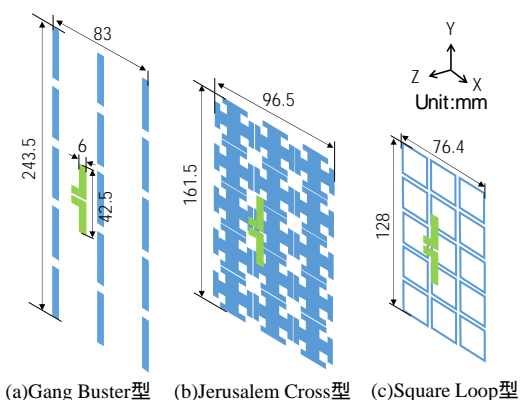 83
243.5
6
42.5
(a)Gang Buster型
96.5
161.5
(b)Jerusalem Cross型
Y
Z
X
Unit:mm
76.4
128
(c)Square Loop型